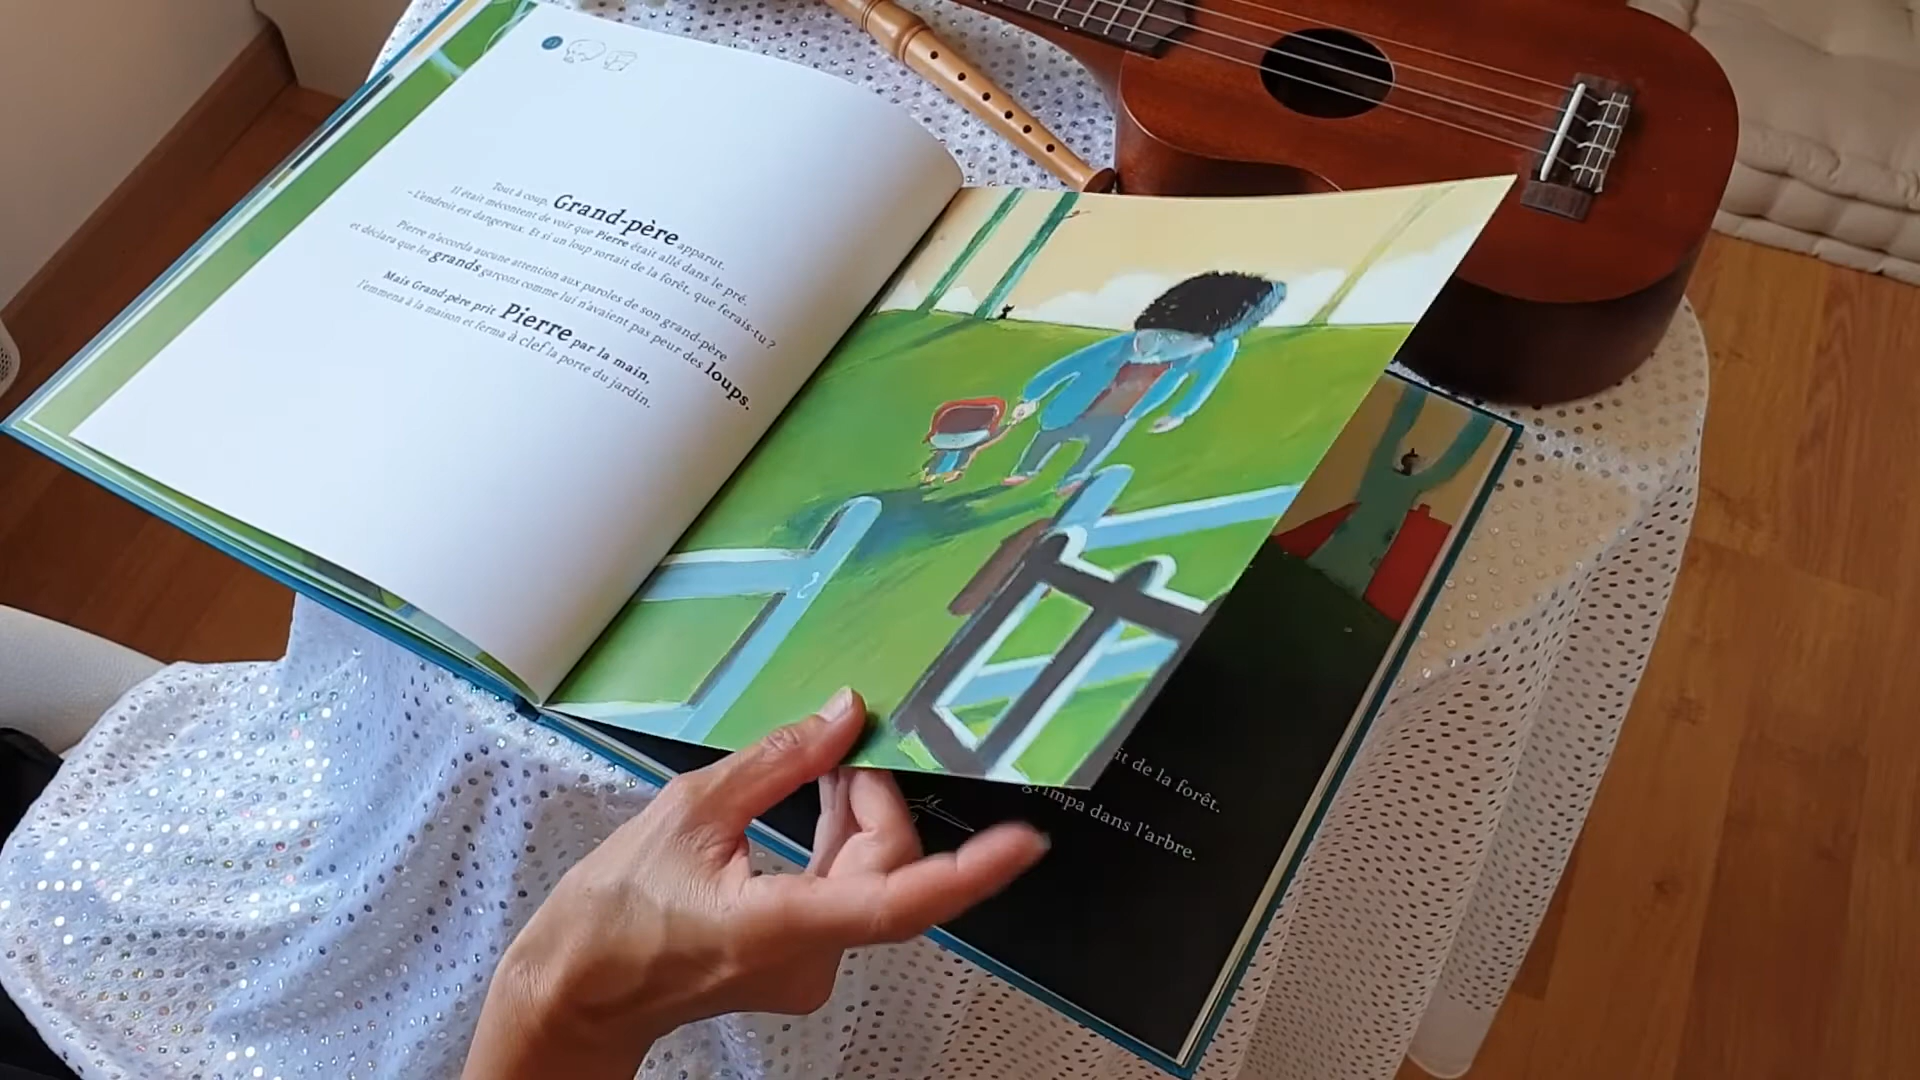 Tout à coup, Grand-père apparut.
Il était mécontent de voir que Pierre était allé dans le pré.
– L'endroit est dangereux. Et si un loup sortait de la forêt, que ferais-tu ?
Pierre n'accorda aucune attention aux paroles de son grand-père
et déclara que les grands garçons comme lui n'avaient pas peur des loups.
Mais Grand-père prit Pierre par la main,
l'emmena à la maison et ferma à clef la porte du jardin.
it de la forêt.
grimpa dans l'arbre.